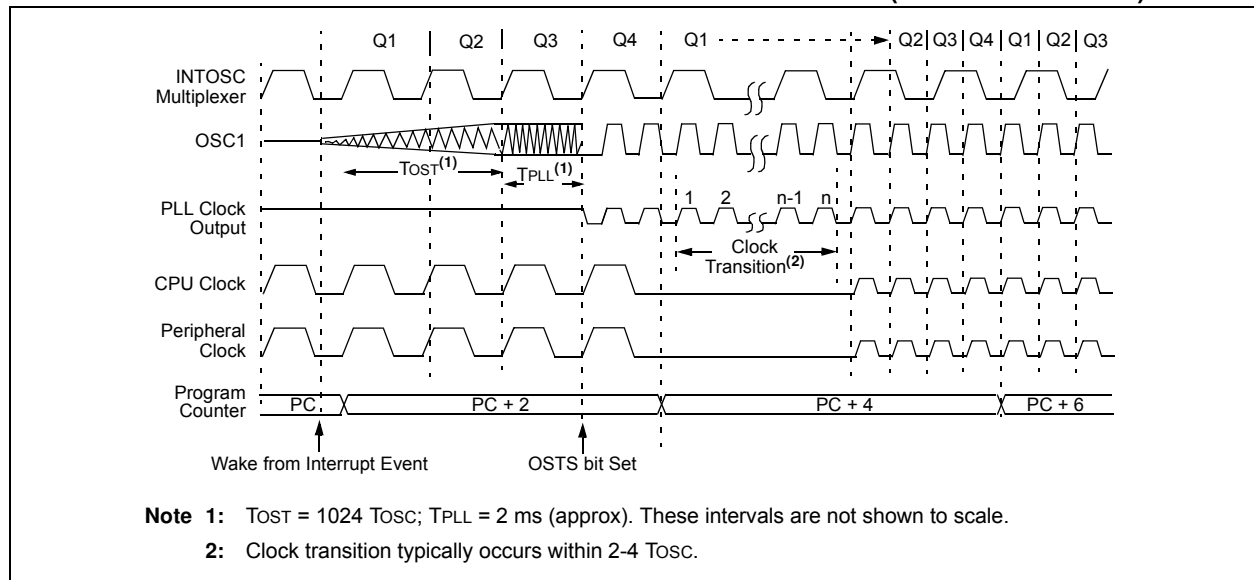 Q1 Q2 Q3 Q4 Q1 Q2 Q3 Q4 Q1 Q2 Q3
INTOSC
Multiplexer
OSC1
TOST(1)
TPLL(1)
1 2 n-1 n
PLL Clock
Output
Clock
Transition(2)
CPU Clock
Peripheral
Clock
Program
Counter
PC PC + 2 PC + 4 PC + 6
Wake from Interrupt Event OSTS bit Set
Note 1: TOST = 1024 TOSC; TPLL = 2 ms (approx). These intervals are not shown to scale.
2: Clock transition typically occurs within 2-4 TOSC.